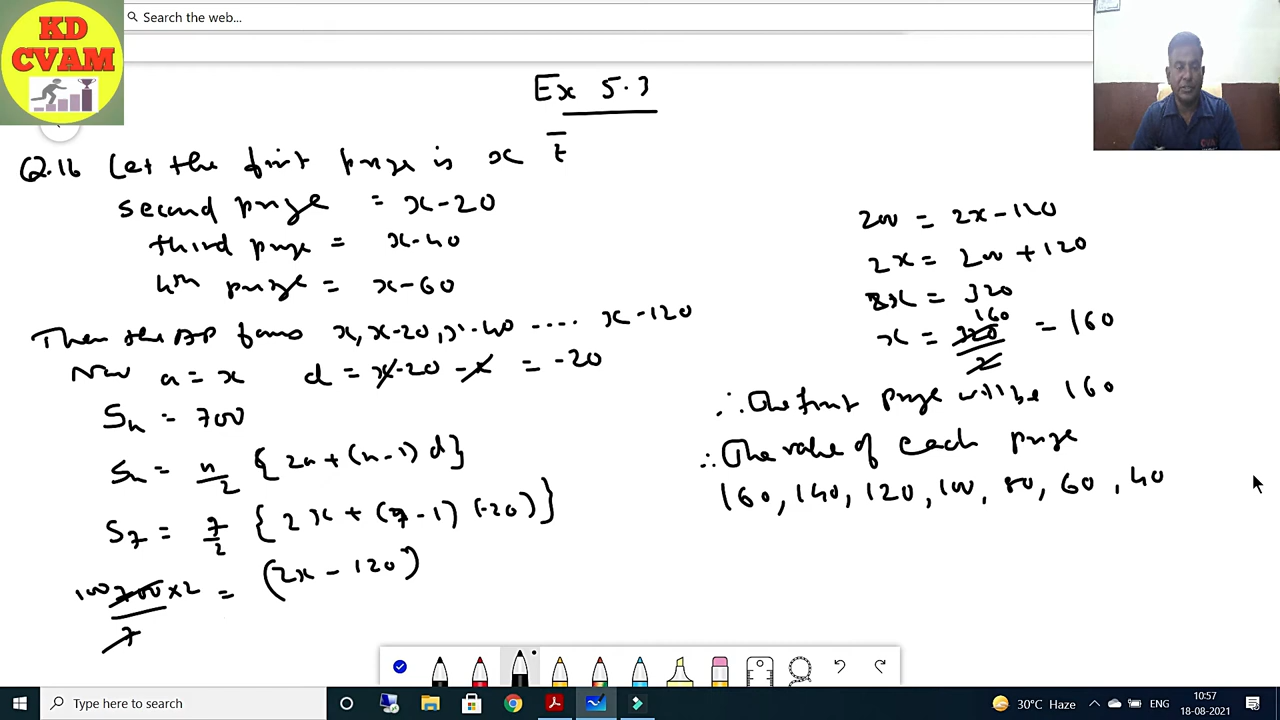 KD
CVAM
Search the web...
Ex 5.3
Q.16 Let the first prize is x
second prize = x-20
third prize = x-40
4th prize = x-60
Then the AP forms x, x-20, x-40 .... x-120
Now a = x d = x-20 -x = -20
Sn = 700
Sn = n/2 {2a+(n-1) d}
S7 = 7/2 {2x + (7-1) (-20)}
100 700 x2 / 7 = (2x - 120)
200 = 2x-120
2x = 200 +120
2x = 320
x = 160 320 / 2 = 160
∴ The first prize will be 160
∴ The value of each prize
160, 140, 120, 100, 80, 60, 40
Type here to search
30°C Haze
ENG
10:57
18-08-2021